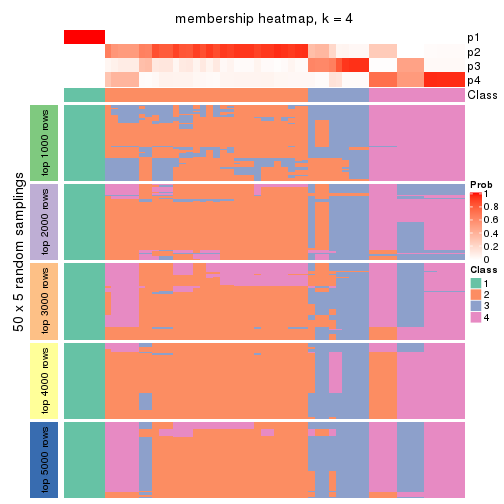 membership heatmap, k = 4
p1
p2
p3
p4
Class
50 x 5 random samplings
top 1000 rows
top 2000 rows
top 3000 rows
top 4000 rows
top 5000 rows
Prob
1
0.8
0.6
0.4
0.2
0
Class
1
2
3
4